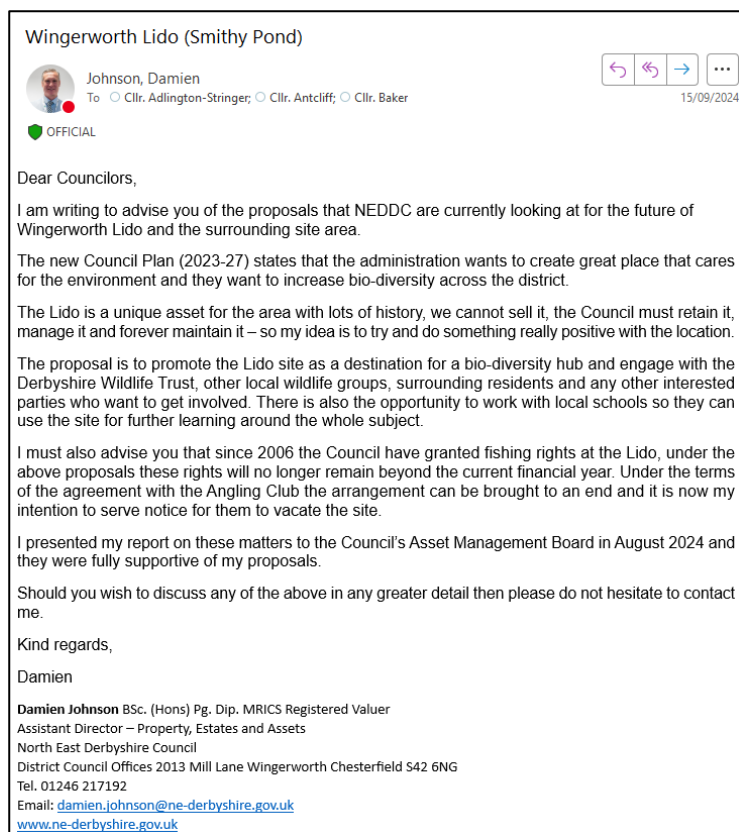 Wingerworth Lido (Smithy Pond)
Johnson, Damien
To Cllr. Adlington-Stringer; Cllr. Antcliff; Cllr. Baker
15/09/2024
OFFICIAL
Dear Councilors,
I am writing to advise you of the proposals that NEDDC are currently looking at for the future of
Wingerworth Lido and the surrounding site area.
The new Council Plan (2023-27) states that the administration wants to create great place that cares
for the environment and they want to increase bio-diversity across the district.
The Lido is a unique asset for the area with lots of history, we cannot sell it, the Council must retain it,
manage it and forever maintain it – so my idea is to try and do something really positive with the location.
The proposal is to promote the Lido site as a destination for a bio-diversity hub and engage with the
Derbyshire Wildlife Trust, other local wildlife groups, surrounding residents and any other interested
parties who want to get involved. There is also the opportunity to work with local schools so they can
use the site for further learning around the whole subject.
I must also advise you that since 2006 the Council have granted fishing rights at the Lido, under the
above proposals these rights will no longer remain beyond the current financial year. Under the terms
of the agreement with the Angling Club the arrangement can be brought to an end and it is now my
intention to serve notice for them to vacate the site.
I presented my report on these matters to the Council's Asset Management Board in August 2024 and
they were fully supportive of my proposals.
Should you wish to discuss any of the above in any greater detail then please do not hesitate to contact
me.
Kind regards,
Damien
Damien Johnson BSc. (Hons) Pg. Dip. MRICS Registered Valuer
Assistant Director – Property, Estates and Assets
North East Derbyshire Council
District Council Offices 2013 Mill Lane Wingerworth Chesterfield S42 6NG
Tel. 01246 217192
Email: damien.johnson@ne-derbyshire.gov.uk
www.ne-derbyshire.gov.uk